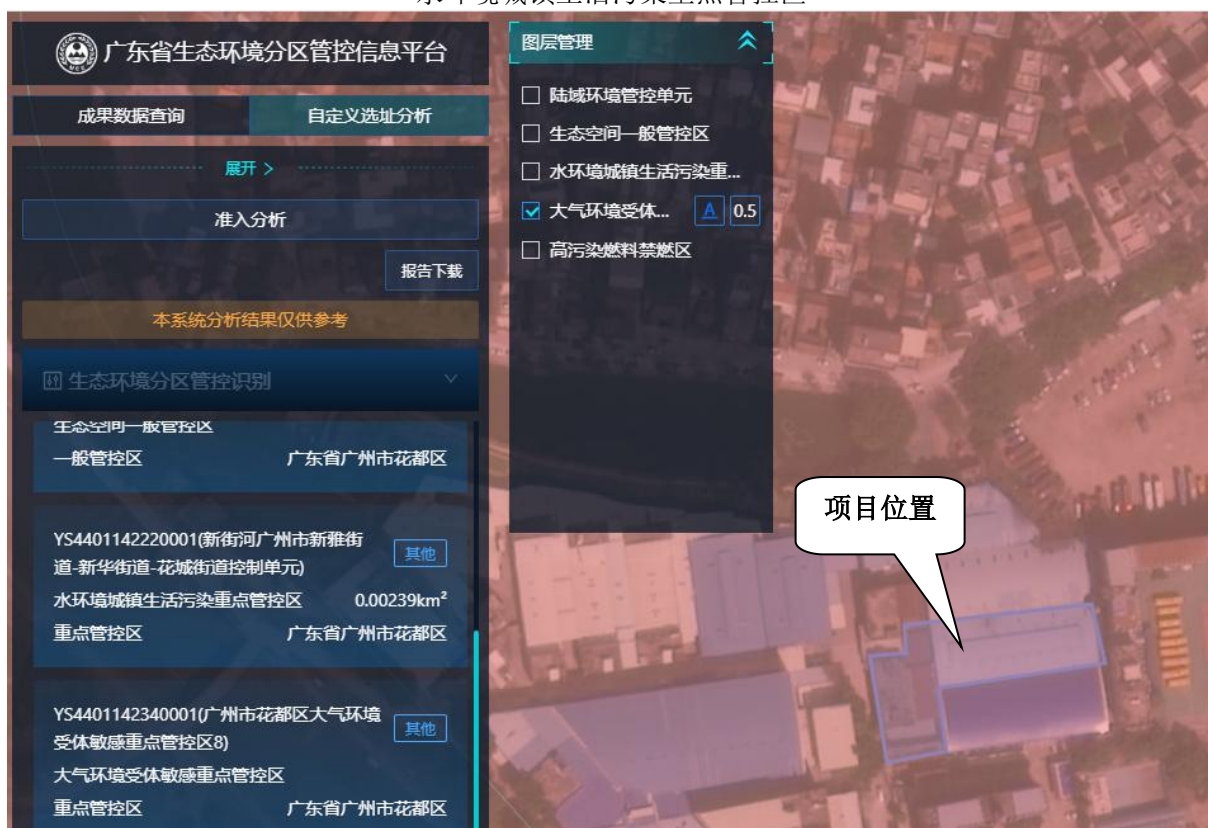 广东省生态环境分区管控信息平台
成果数据查询
自定义选址分析
展开 >
准入分析
报告下载
本系统分析结果仅供参考
生态环境分区管控识别
生态空间一般管控区
一般管控区 广东省广州市花都区
YS4401142220001(新街河广州市新雅街
道-新华街道-花城街道控制单元)
其他
水环境城镇生活污染重点管控区 0.00239km²
重点管控区 广东省广州市花都区
YS4401142340001(广州市花都区大气环境
受体敏感重点管控区8)
其他
大气环境受体敏感重点管控区
重点管控区 广东省广州市花都区
图层管理
陆域环境管控单元
生态空间一般管控区
水环境城镇生活污染重...
大气环境受体... A 0.5
高污染燃料禁燃区
项目位置